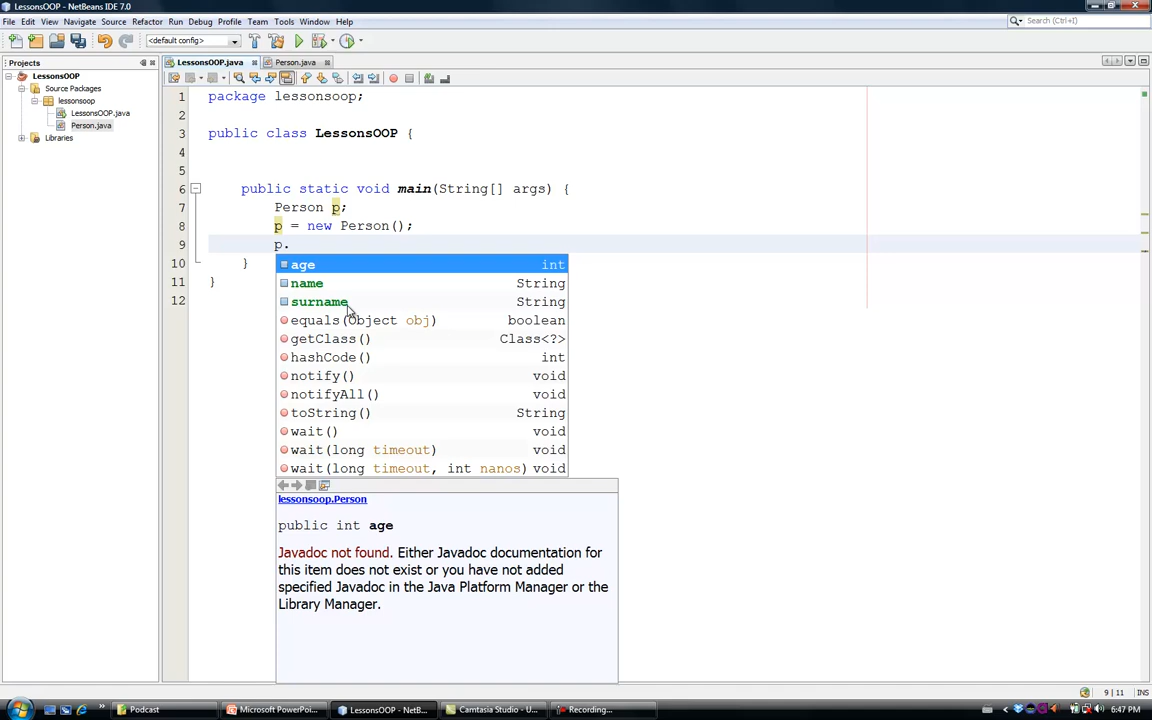 LessonsOOP - NetBeans IDE 7.0
File Edit View Navigate Source Refactor Run Debug Profile Team Tools Window Help
Search (Ctrl+I)
<default config>
Projects
LessonsOOP.java
Person.java
LessonsOOP
Source Packages
lessonsoop
LessonsOOP.java
Person.java
Libraries
1 package lessonsoop;
2
3 public class LessonsOOP {
4
5
6 public static void main(String[] args) {
7 Person p;
8 p = new Person();
9 p.
10 }
11 }
12
age int
name String
surname String
equals(Object obj) boolean
getClass() Class<?>
hashCode() int
notify() void
notifyAll() void
toString() String
wait() void
wait(long timeout) void
wait(long timeout, int nanos) void
lessonsoop.Person
public int age
Javadoc not found. Either Javadoc documentation for
this item does not exist or you have not added
specified Javadoc in the Java Platform Manager or the
Library Manager.
9 | 11 INS
Podcast
Microsoft PowerPoi...
LessonsOOP - NetB...
Camtasia Studio - U...
Recording...
6:47 PM